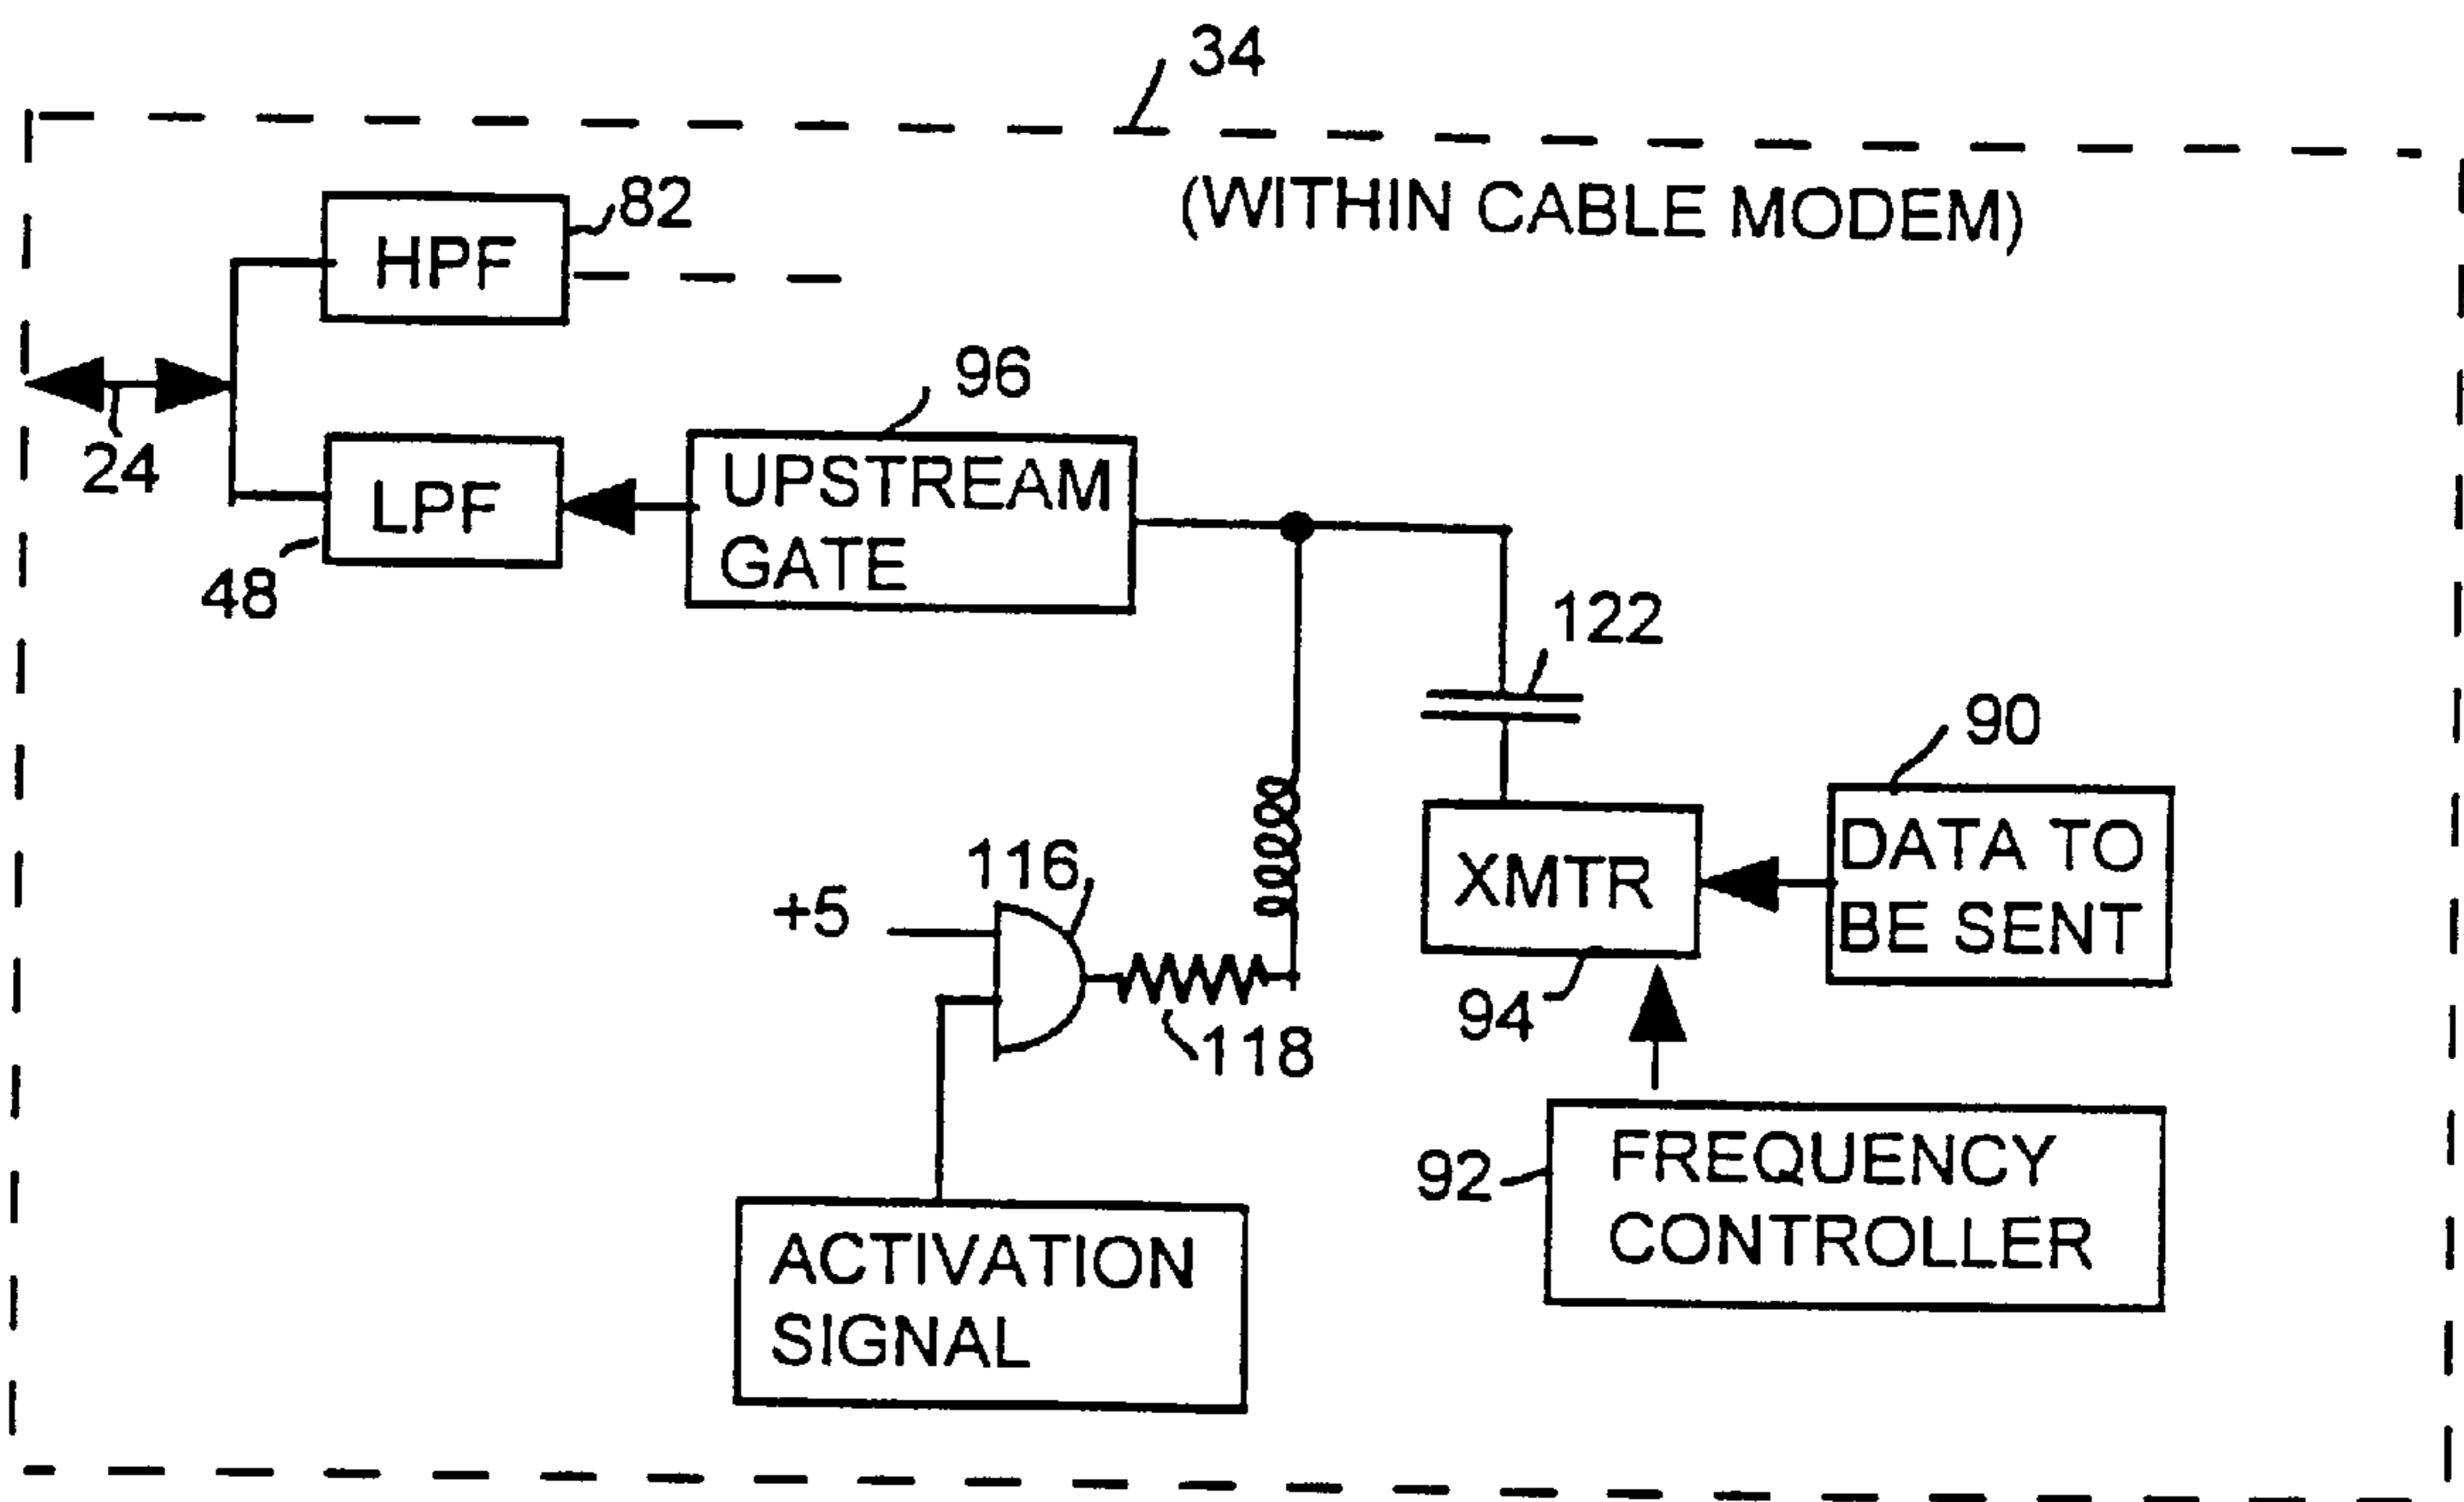 34
(WITHIN CABLE MODEM)
82
HPF
96
24
LPF
UPSTREAM
GATE
48
122
90
116
+5
XMTR
DATA TO
BE SENT
94
118
92
FREQUENCY
CONTROLLER
ACTIVATION
SIGNAL